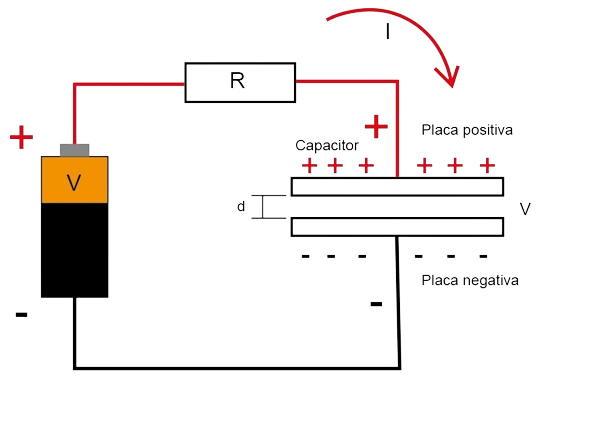 I
R
+
+
Placa positiva
Capacitor
+ + + + + +
V
d
V
- - - - - -
Placa negativa
-
-